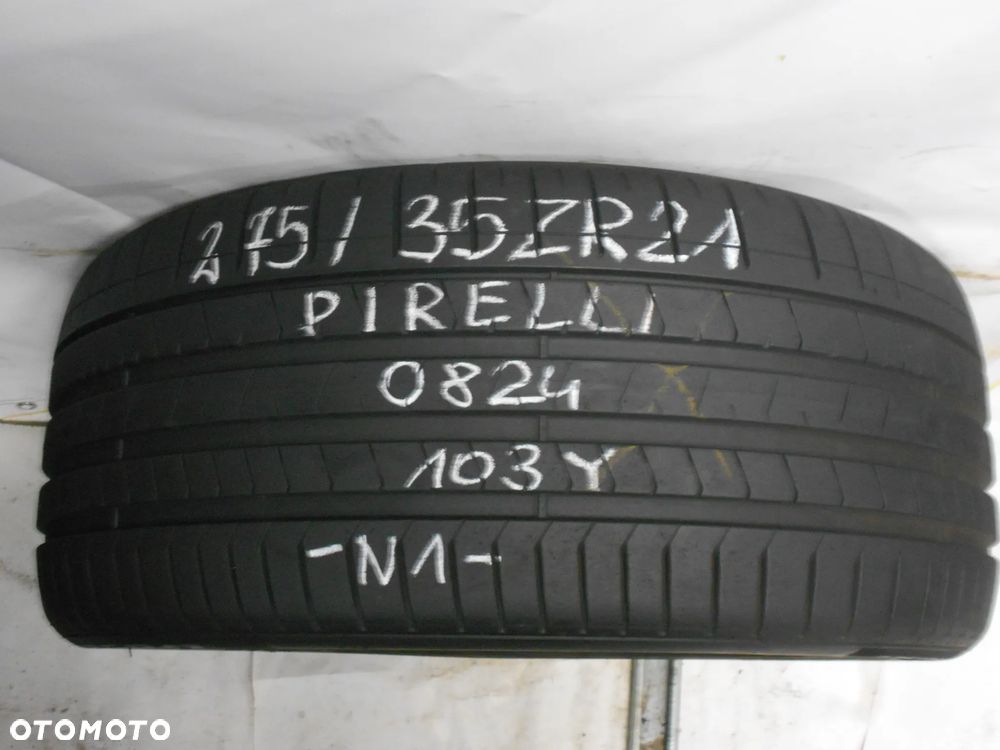 275/35ZR21
PIRELLI
0824
103Y
-N1-
OTOMOTO